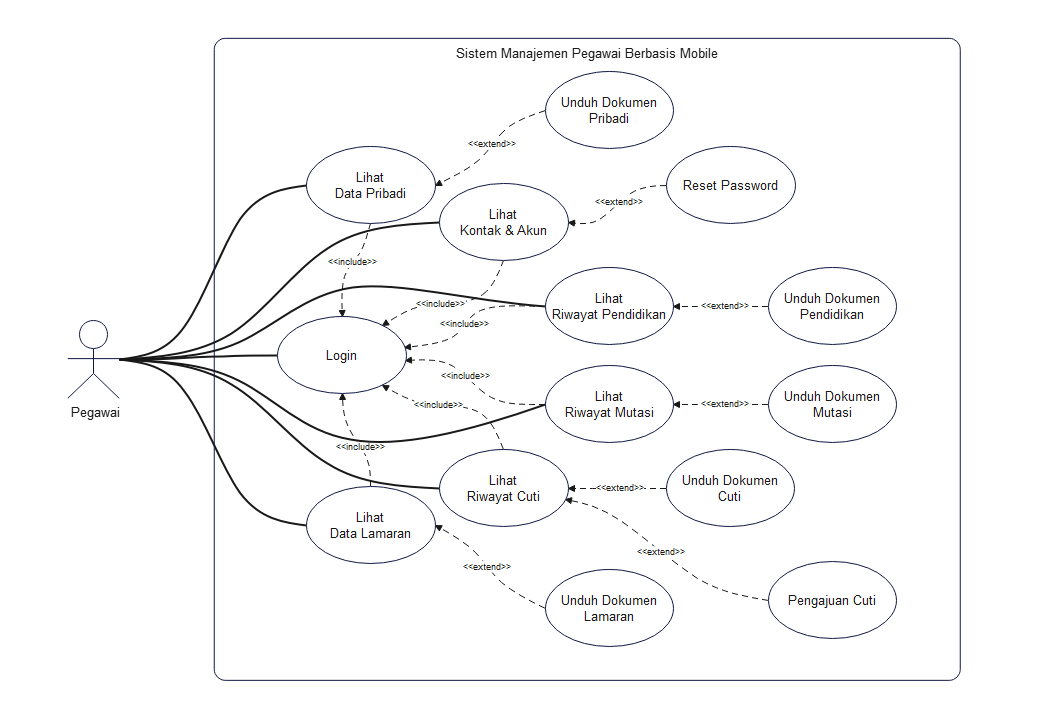 Sistem Manajemen Pegawai Berbasis Mobile
Unduh Dokumen
Pribadi
<<extend>>
Lihat
Data Pribadi
Reset Password
<<extend>>
Lihat
Kontak & Akun
<<include>>
<<include>>
Lihat
Riwayat Pendidikan
<<extend>>
Unduh Dokumen
Pendidikan
<<include>>
Login
Pegawai
<<include>>
Lihat
Riwayat Mutasi
<<extend>>
Unduh Dokumen
Mutasi
<<include>>
<<include>>
Lihat
Riwayat Cuti
<<extend>>
Unduh Dokumen
Cuti
Lihat
Data Lamaran
<<extend>>
<<extend>>
Unduh Dokumen
Lamaran
Pengajuan Cuti